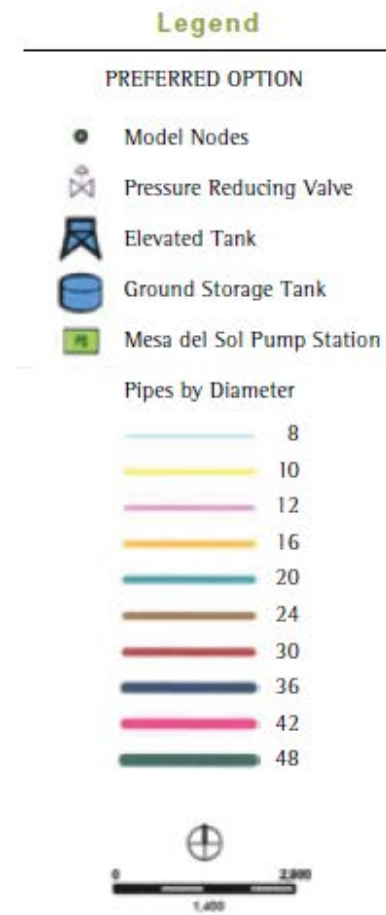 Legend
PREFERRED OPTION
Model Nodes
Pressure Reducing Valve
Elevated Tank
Ground Storage Tank
PS Mesa del Sol Pump Station
Pipes by Diameter
8
10
12
16
20
24
30
36
42
48
0 2,800
1,400